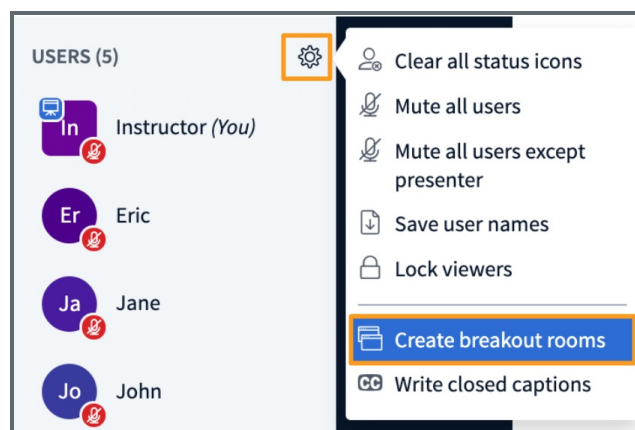 USERS (5)
In
Instructor (You)
Er
Eric
Ja
Jane
Jo
John
Clear all status icons
Mute all users
Mute all users except
presenter
Save user names
Lock viewers
Create breakout rooms
CC Write closed captions